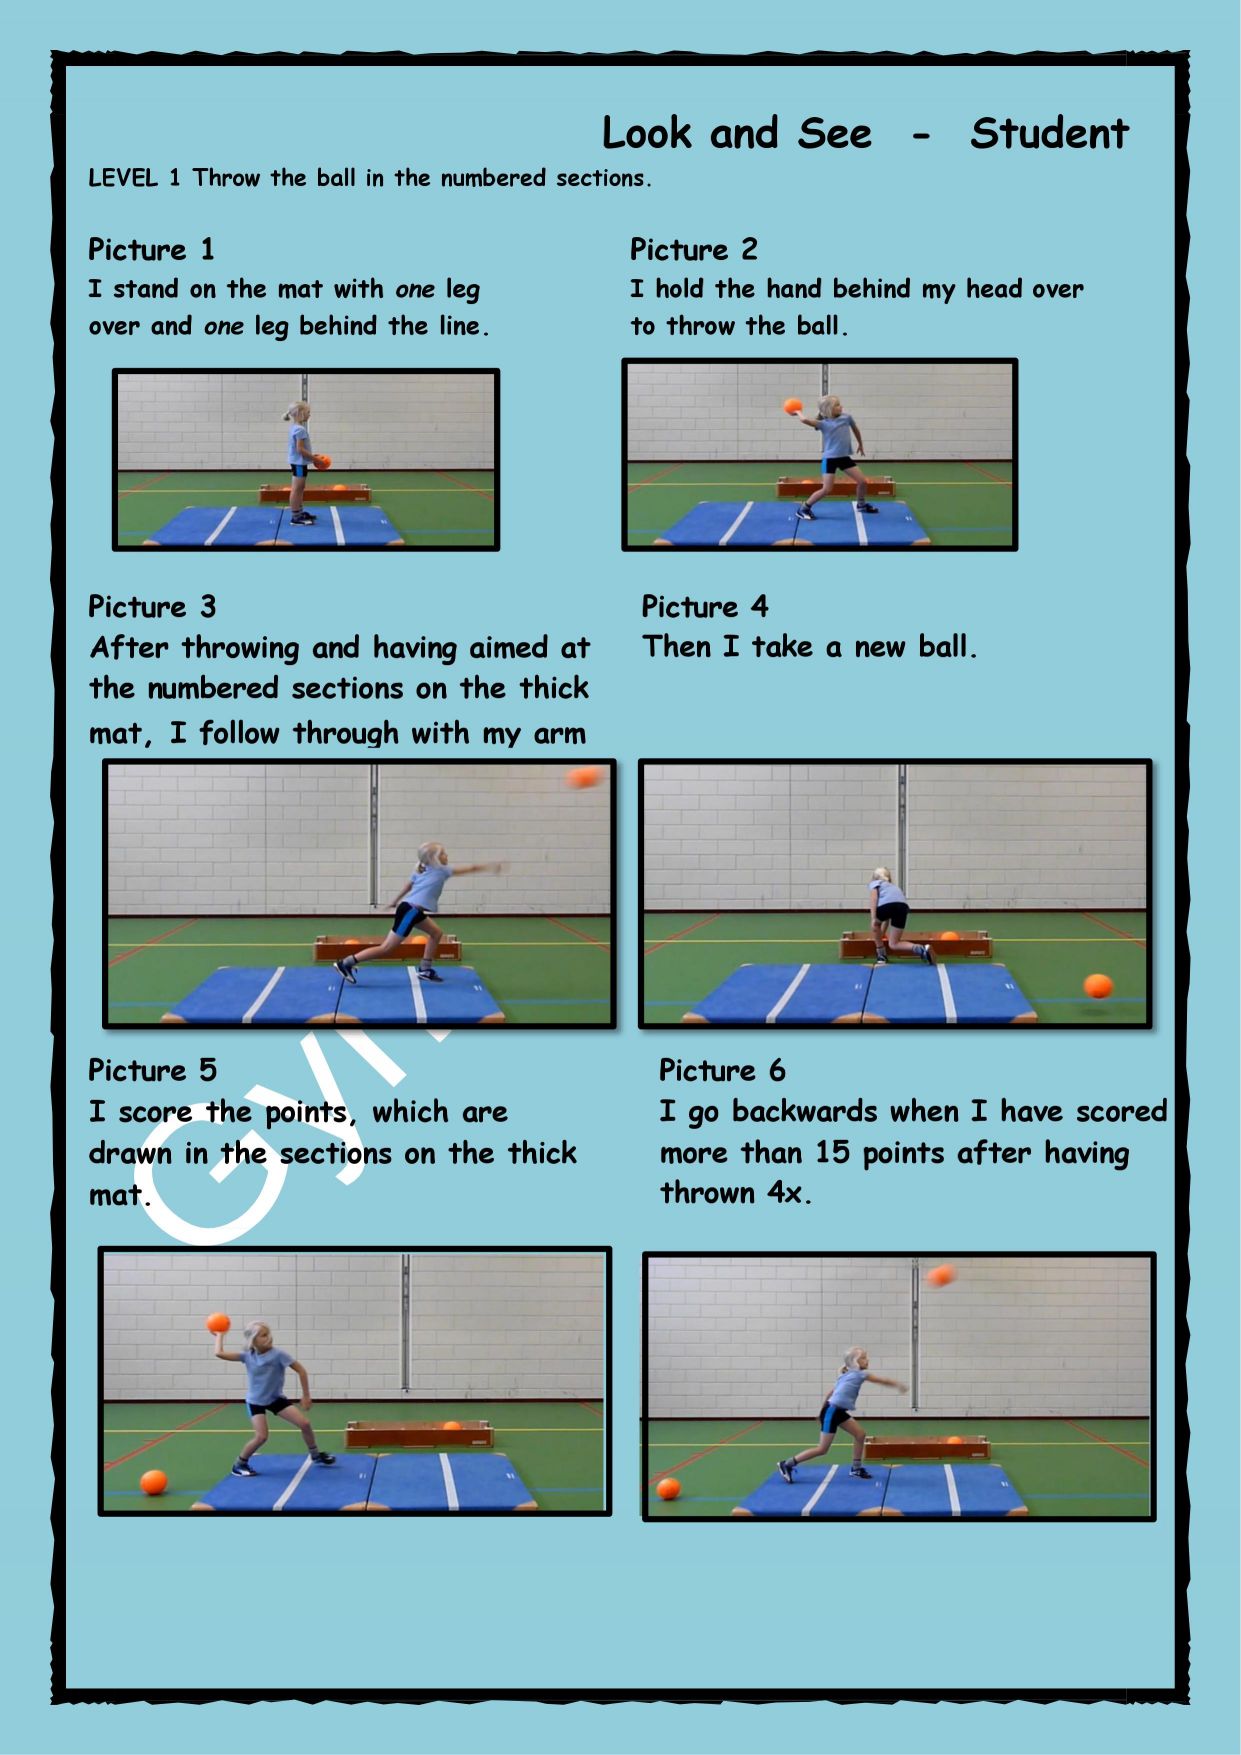 Look and See - Student
LEVEL 1 Throw the ball in the numbered sections.
Picture 1
I stand on the mat with one leg
over and one leg behind the line.
Picture 2
I hold the hand behind my head over
to throw the ball.
Picture 3
After throwing and having aimed at
the numbered sections on the thick
mat, I follow through with my arm
Picture 4
Then I take a new ball.
Picture 5
I score the points, which are
drawn in the sections on the thick
mat.
Picture 6
I go backwards when I have scored
more than 15 points after having
thrown 4x.
Gy